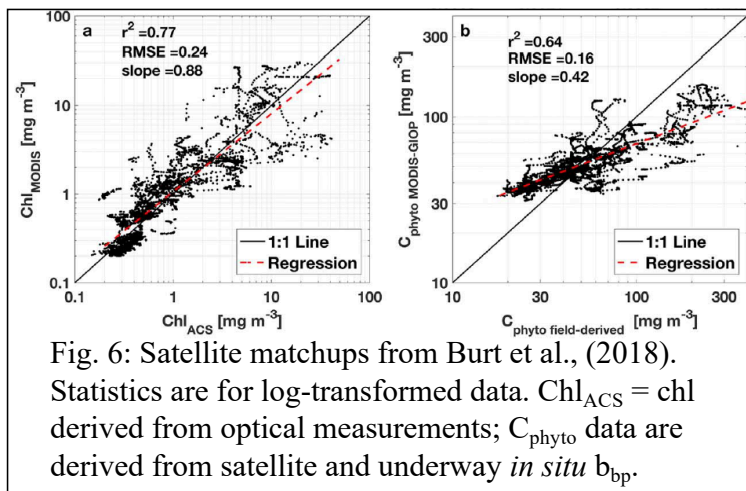 a
r² = 0.77
RMSE =0.24
slope =0.88
100
10
1
0.1
Chl_MODIS [mg m⁻³]
1:1 Line
Regression
0.1
1
10
100
Chl_ACS [mg m⁻³]
b
r² =0.64
RMSE =0.16
slope =0.42
300
100
30
10
C_phyto MODIS-GIOP [mg m⁻³]
1:1 Line
Regression
10
30
100
300
C_phyto field-derived [mg m⁻³]
Fig. 6: Satellite matchups from Burt et al., (2018).
Statistics are for log-transformed data. Chl_ACS = chl
derived from optical measurements; C_phyto data are
derived from satellite and underway in situ b_bp.